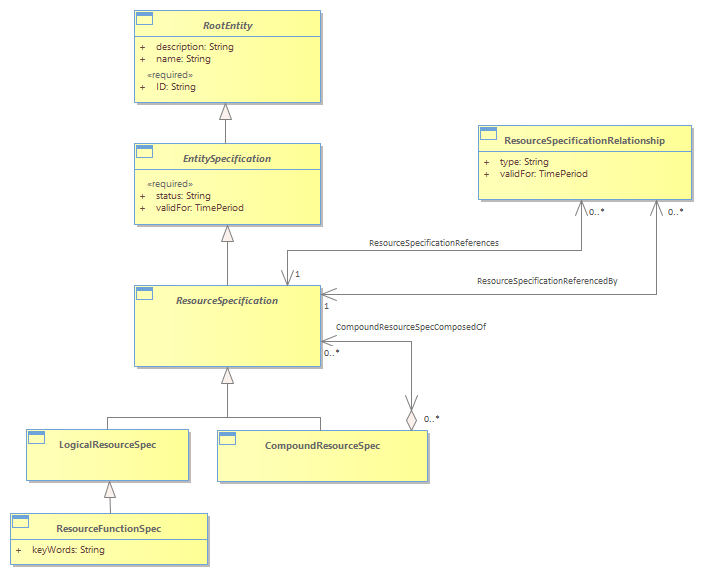 RootEntity
+ description: String
+ name: String
«required»
+ ID: String
EntitySpecification
«required»
+ status: String
+ validFor: TimePeriod
ResourceSpecificationRelationship
+ type: String
+ validFor: TimePeriod
0..*
0..*
ResourceSpecificationReferences
1
ResourceSpecificationReferencedBy
1
ResourceSpecification
CompoundResourceSpecComposedOf
0..*
0..*
LogicalResourceSpec
CompoundResourceSpec
ResourceFunctionSpec
+ keyWords: String